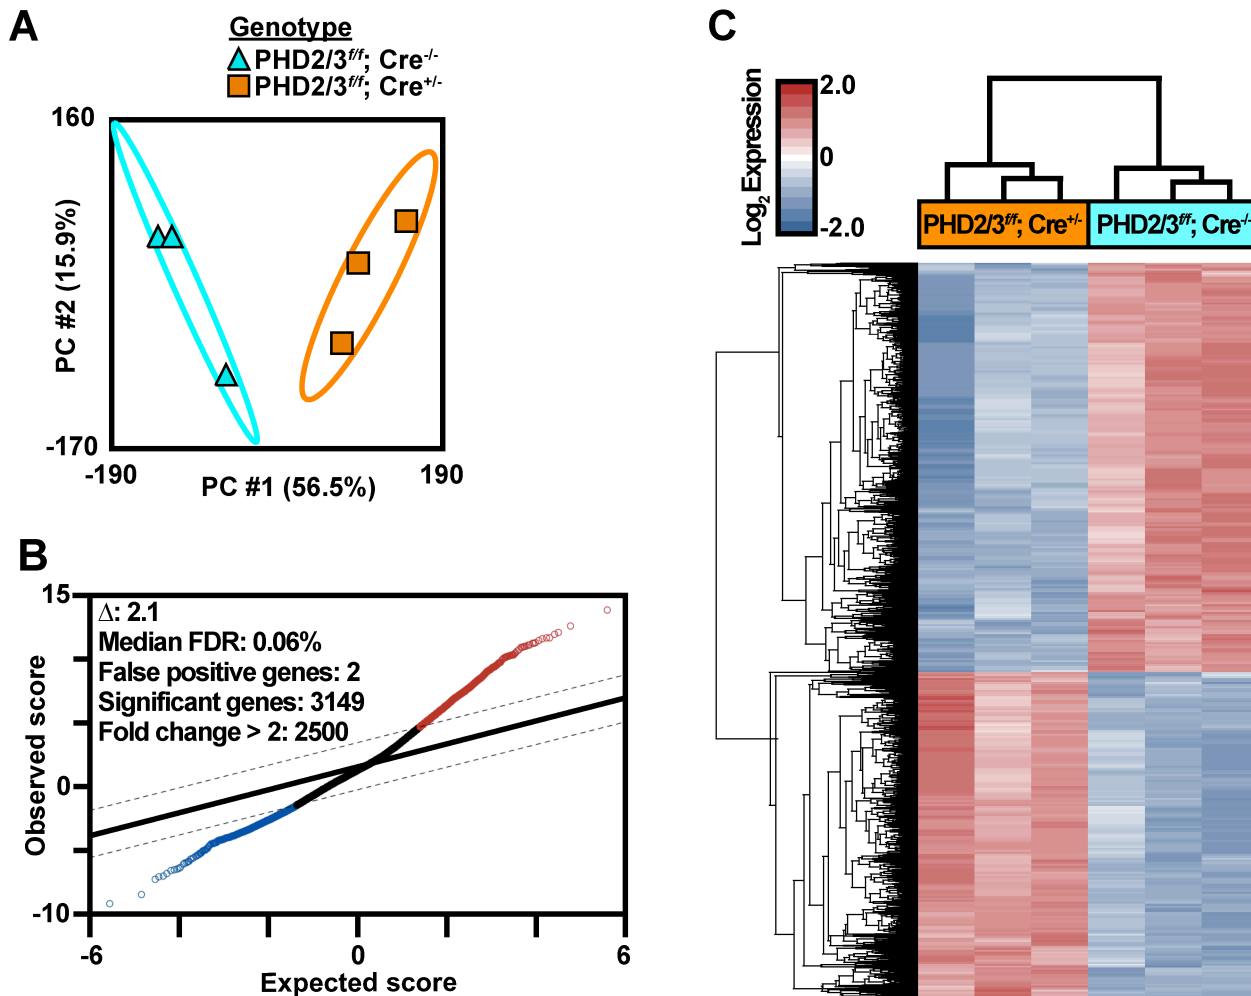 A
Genotype
PHD2/3f/f; Cre-/-
PHD2/3f/f; Cre+/-
160
PC #2 (15.9%)
-170
-190
190
PC #1 (56.5%)
B
15
Δ: 2.1
Median FDR: 0.06%
False positive genes: 2
Significant genes: 3149
Fold change > 2: 2500
Observed score
0
-10
-6
0
6
Expected score
C
Log2 Expression
2.0
0
-2.0
PHD2/3f/f; Cre+/-
PHD2/3f/f; Cre-/-